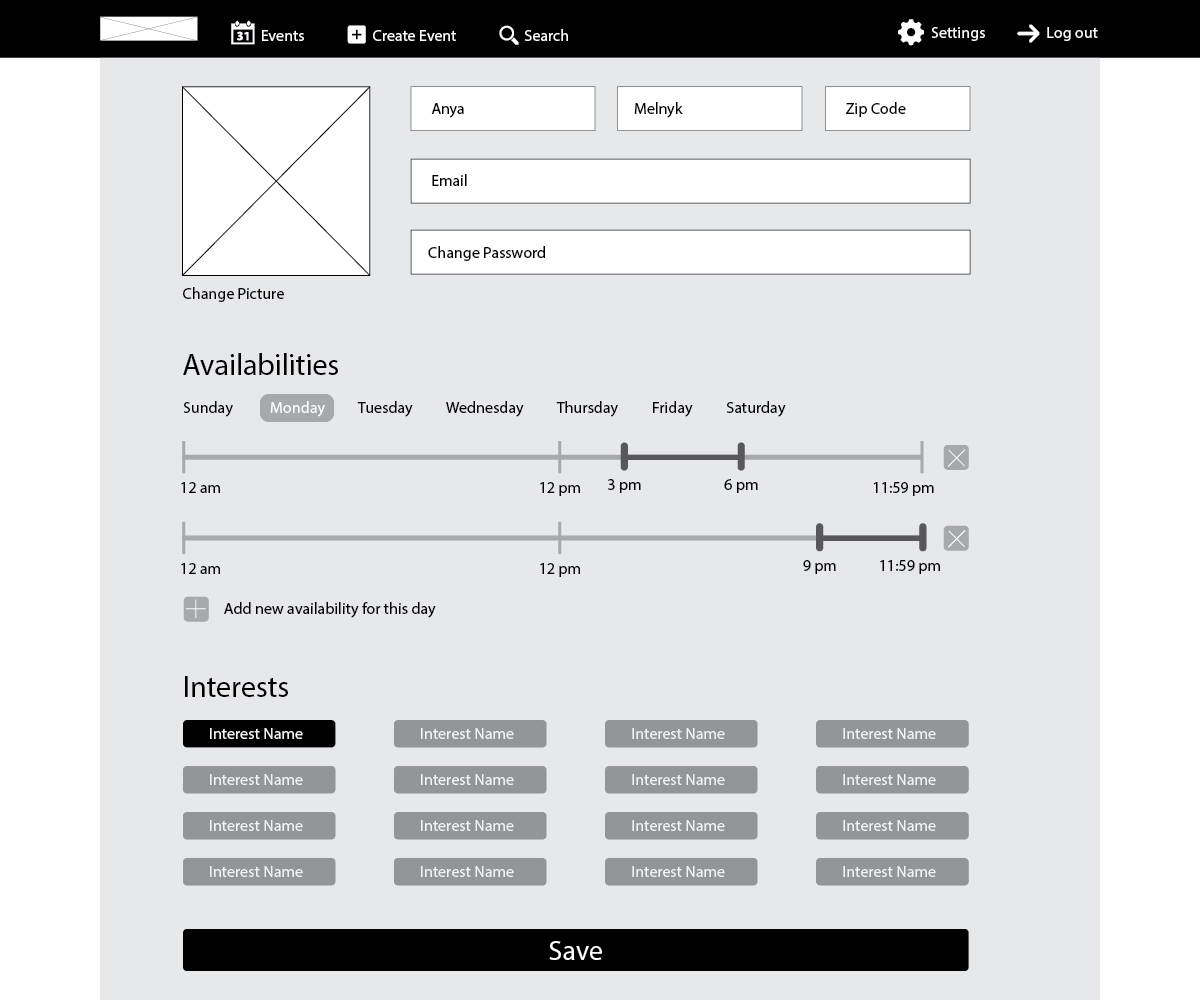 31 Events Create Event Search Settings Log out
Anya Melnyk Zip Code
Email
Change Password
Change Picture
Availabilities
Sunday Monday Tuesday Wednesday Thursday Friday Saturday
12 am 12 pm 3 pm 6 pm 11:59 pm
12 am 12 pm 9 pm 11:59 pm
Add new availability for this day
Interests
Interest Name Interest Name Interest Name Interest Name
Interest Name Interest Name Interest Name Interest Name
Interest Name Interest Name Interest Name Interest Name
Interest Name Interest Name Interest Name Interest Name
Save